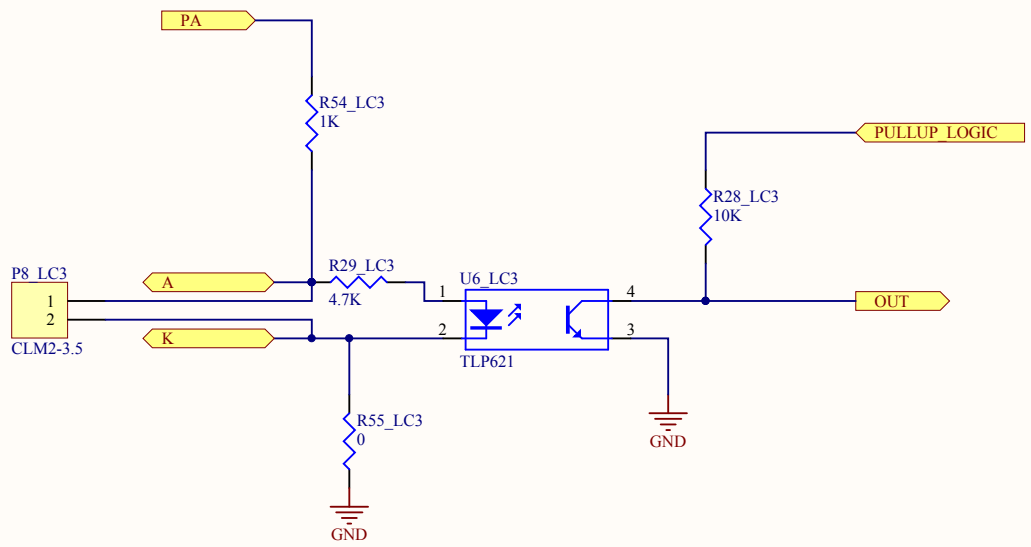 PA
R54_LC3
1K
PULLUP_LOGIC
R28_LC3
10K
P8_LC3
1
2
CLM2-3.5
A
K
R29_LC3
4.7K
U6_LC3
1
2
4
3
TLP621
OUT
R55_LC3
0
GND
GND